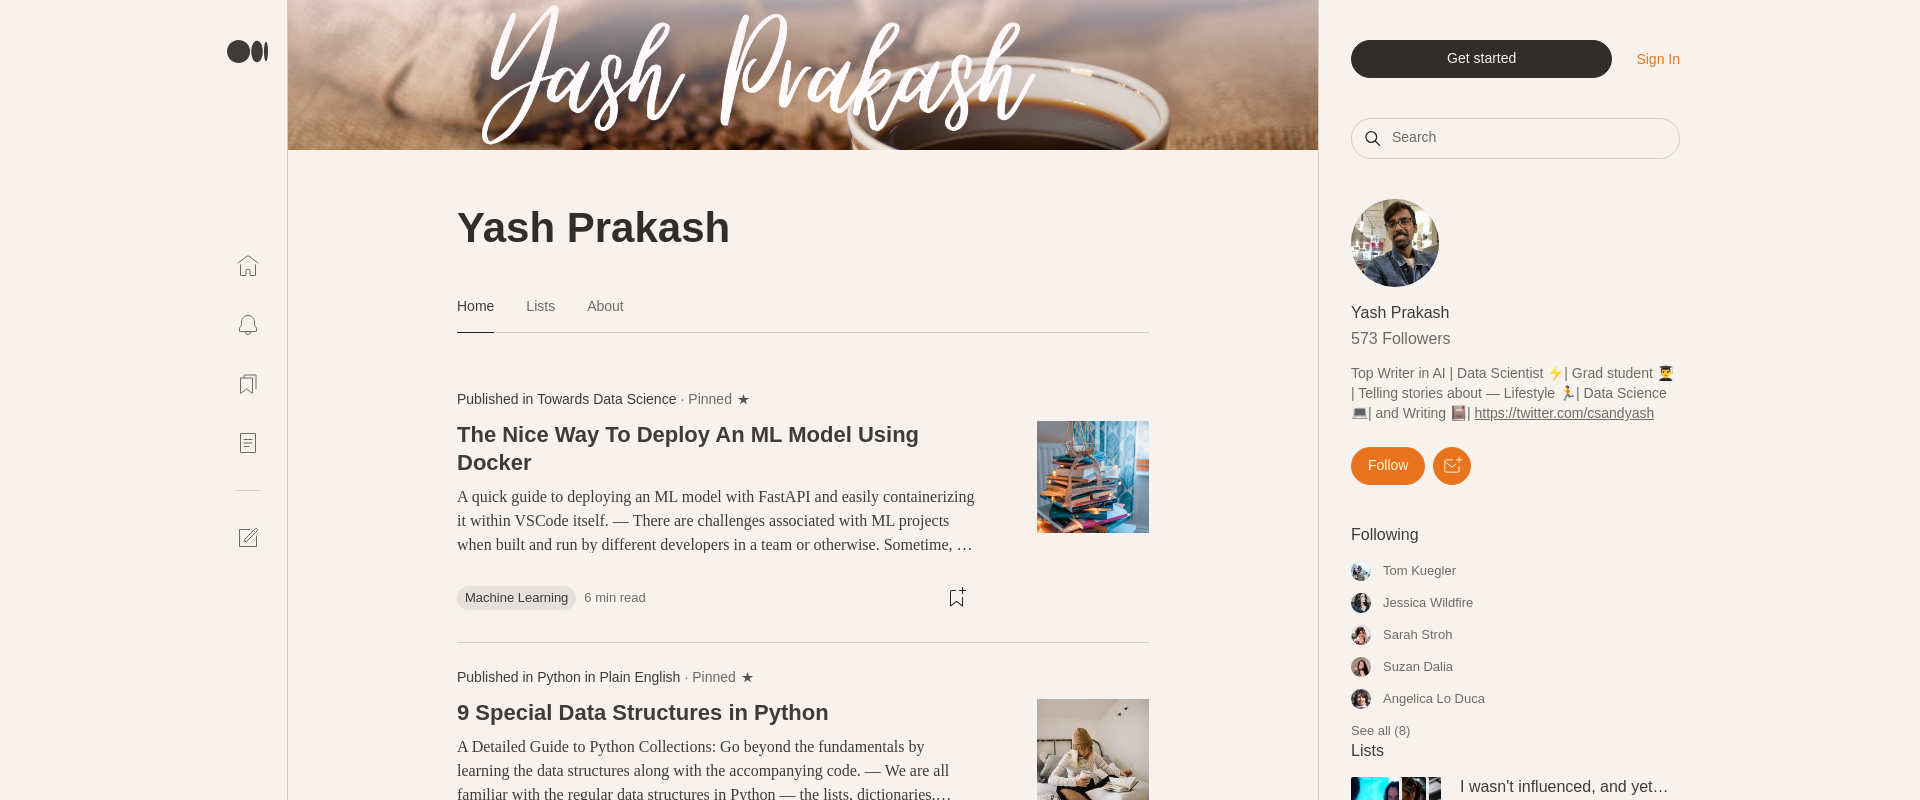 Yash Prakash
Yash Prakash
Home
Lists
About
Published in Towards Data Science · Pinned ★
The Nice Way To Deploy An ML Model Using
Docker
A quick guide to deploying an ML model with FastAPI and easily containerizing
it within VSCode itself. — There are challenges associated with ML projects
when built and run by different developers in a team or otherwise. Sometime, …
Machine Learning
6 min read
Published in Python in Plain English · Pinned ★
9 Special Data Structures in Python
A Detailed Guide to Python Collections: Go beyond the fundamentals by
learning the data structures along with the accompanying code. — We are all
familiar with the regular data structures in Python — the lists, dictionaries,…
Get started
Sign In
Search
Yash Prakash
573 Followers
Top Writer in AI | Data Scientist ⚡| Grad student 👨‍🎓
| Telling stories about — Lifestyle 🏃| Data Science
💻| and Writing 📔| https://twitter.com/csandyash
Follow
Following
Tom Kuegler
Jessica Wildfire
Sarah Stroh
Suzan Dalia
Angelica Lo Duca
See all (8)
Lists
I wasn't influenced, and yet…